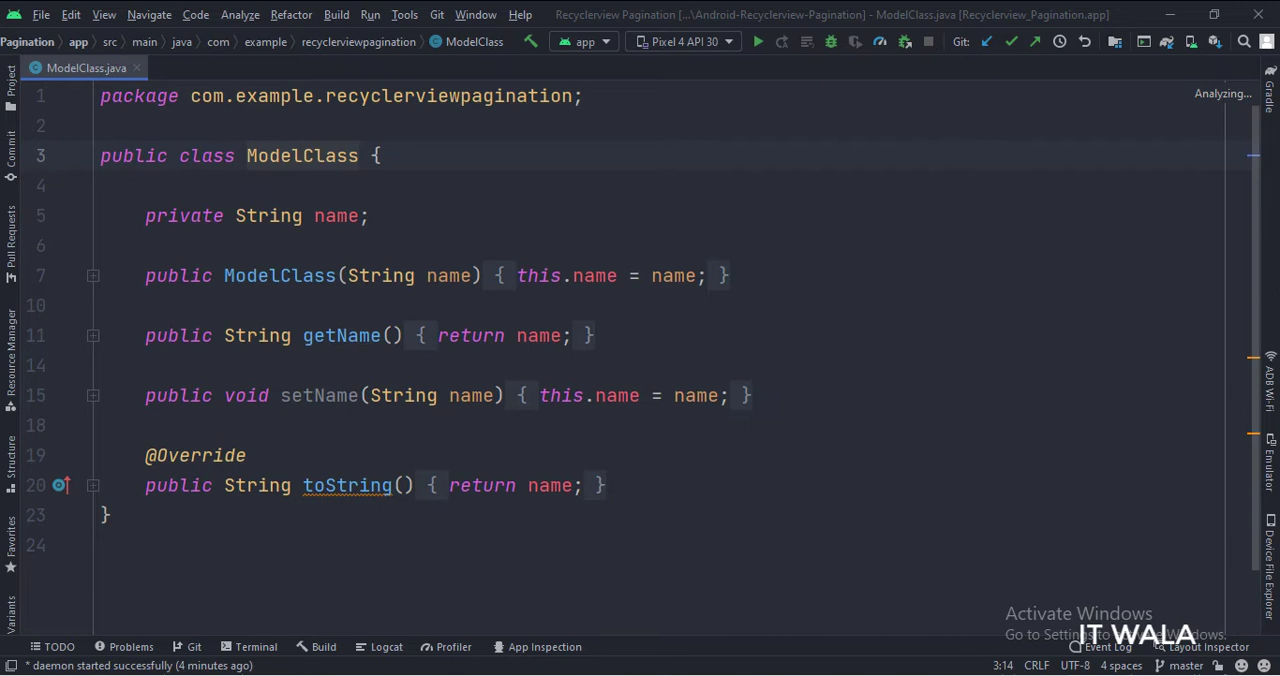 File Edit View Navigate Code Analyze Refactor Build Run Tools Git Window Help Recyclerview Pagination [...\Android-Recyclerview-Pagination] - ModelClass.java [Recyclerview_Pagination.app]
Pagination app src main java com example recyclerviewpagination ModelClass app Pixel 4 API 30 Git:
ModelClass.java
Analyzing...
1 package com.example.recyclerviewpagination;
2
3 public class ModelClass {
4
5 private String name;
6
7 public ModelClass(String name) { this.name = name; }
10
11 public String getName() { return name; }
14
15 public void setName(String name) { this.name = name; }
18
19 @Override
20 public String toString() { return name; }
23 }
24
Project
Commit
Pull Requests
Resource Manager
Structure
Favorites
Variants
Gradle
ADB Wi-Fi
Emulator
Device File Explorer
Activate Windows
Go to Settings to activate Windows.
IT WALA
TODO Problems Git Terminal Build Logcat Profiler App Inspection Event Log Layout Inspector
* daemon started successfully (4 minutes ago) 3:14 CRLF UTF-8 4 spaces master